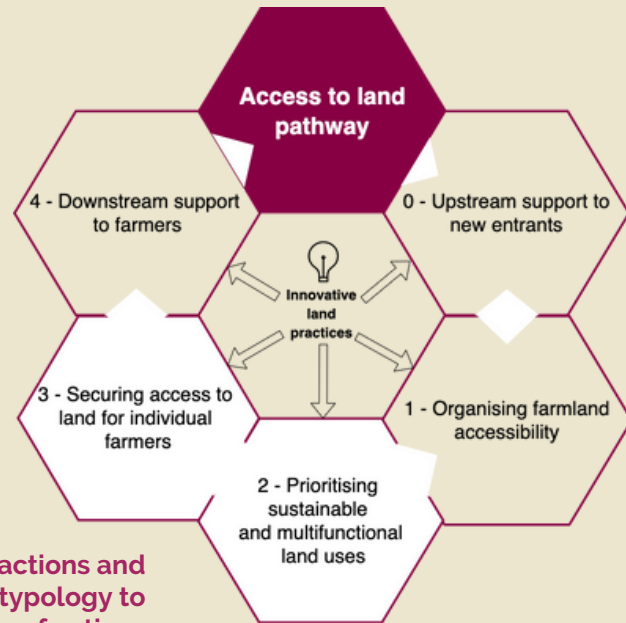 Access to land
pathway
0 - Upstream support to
new entrants
1 - Organising farmland
accessibility
2 - Prioritising
sustainable
and multifunctional
land uses
3 - Securing access to
land for individual
farmers
4 - Downstream support
to farmers
Innovative
land
practices
actions and
typology to